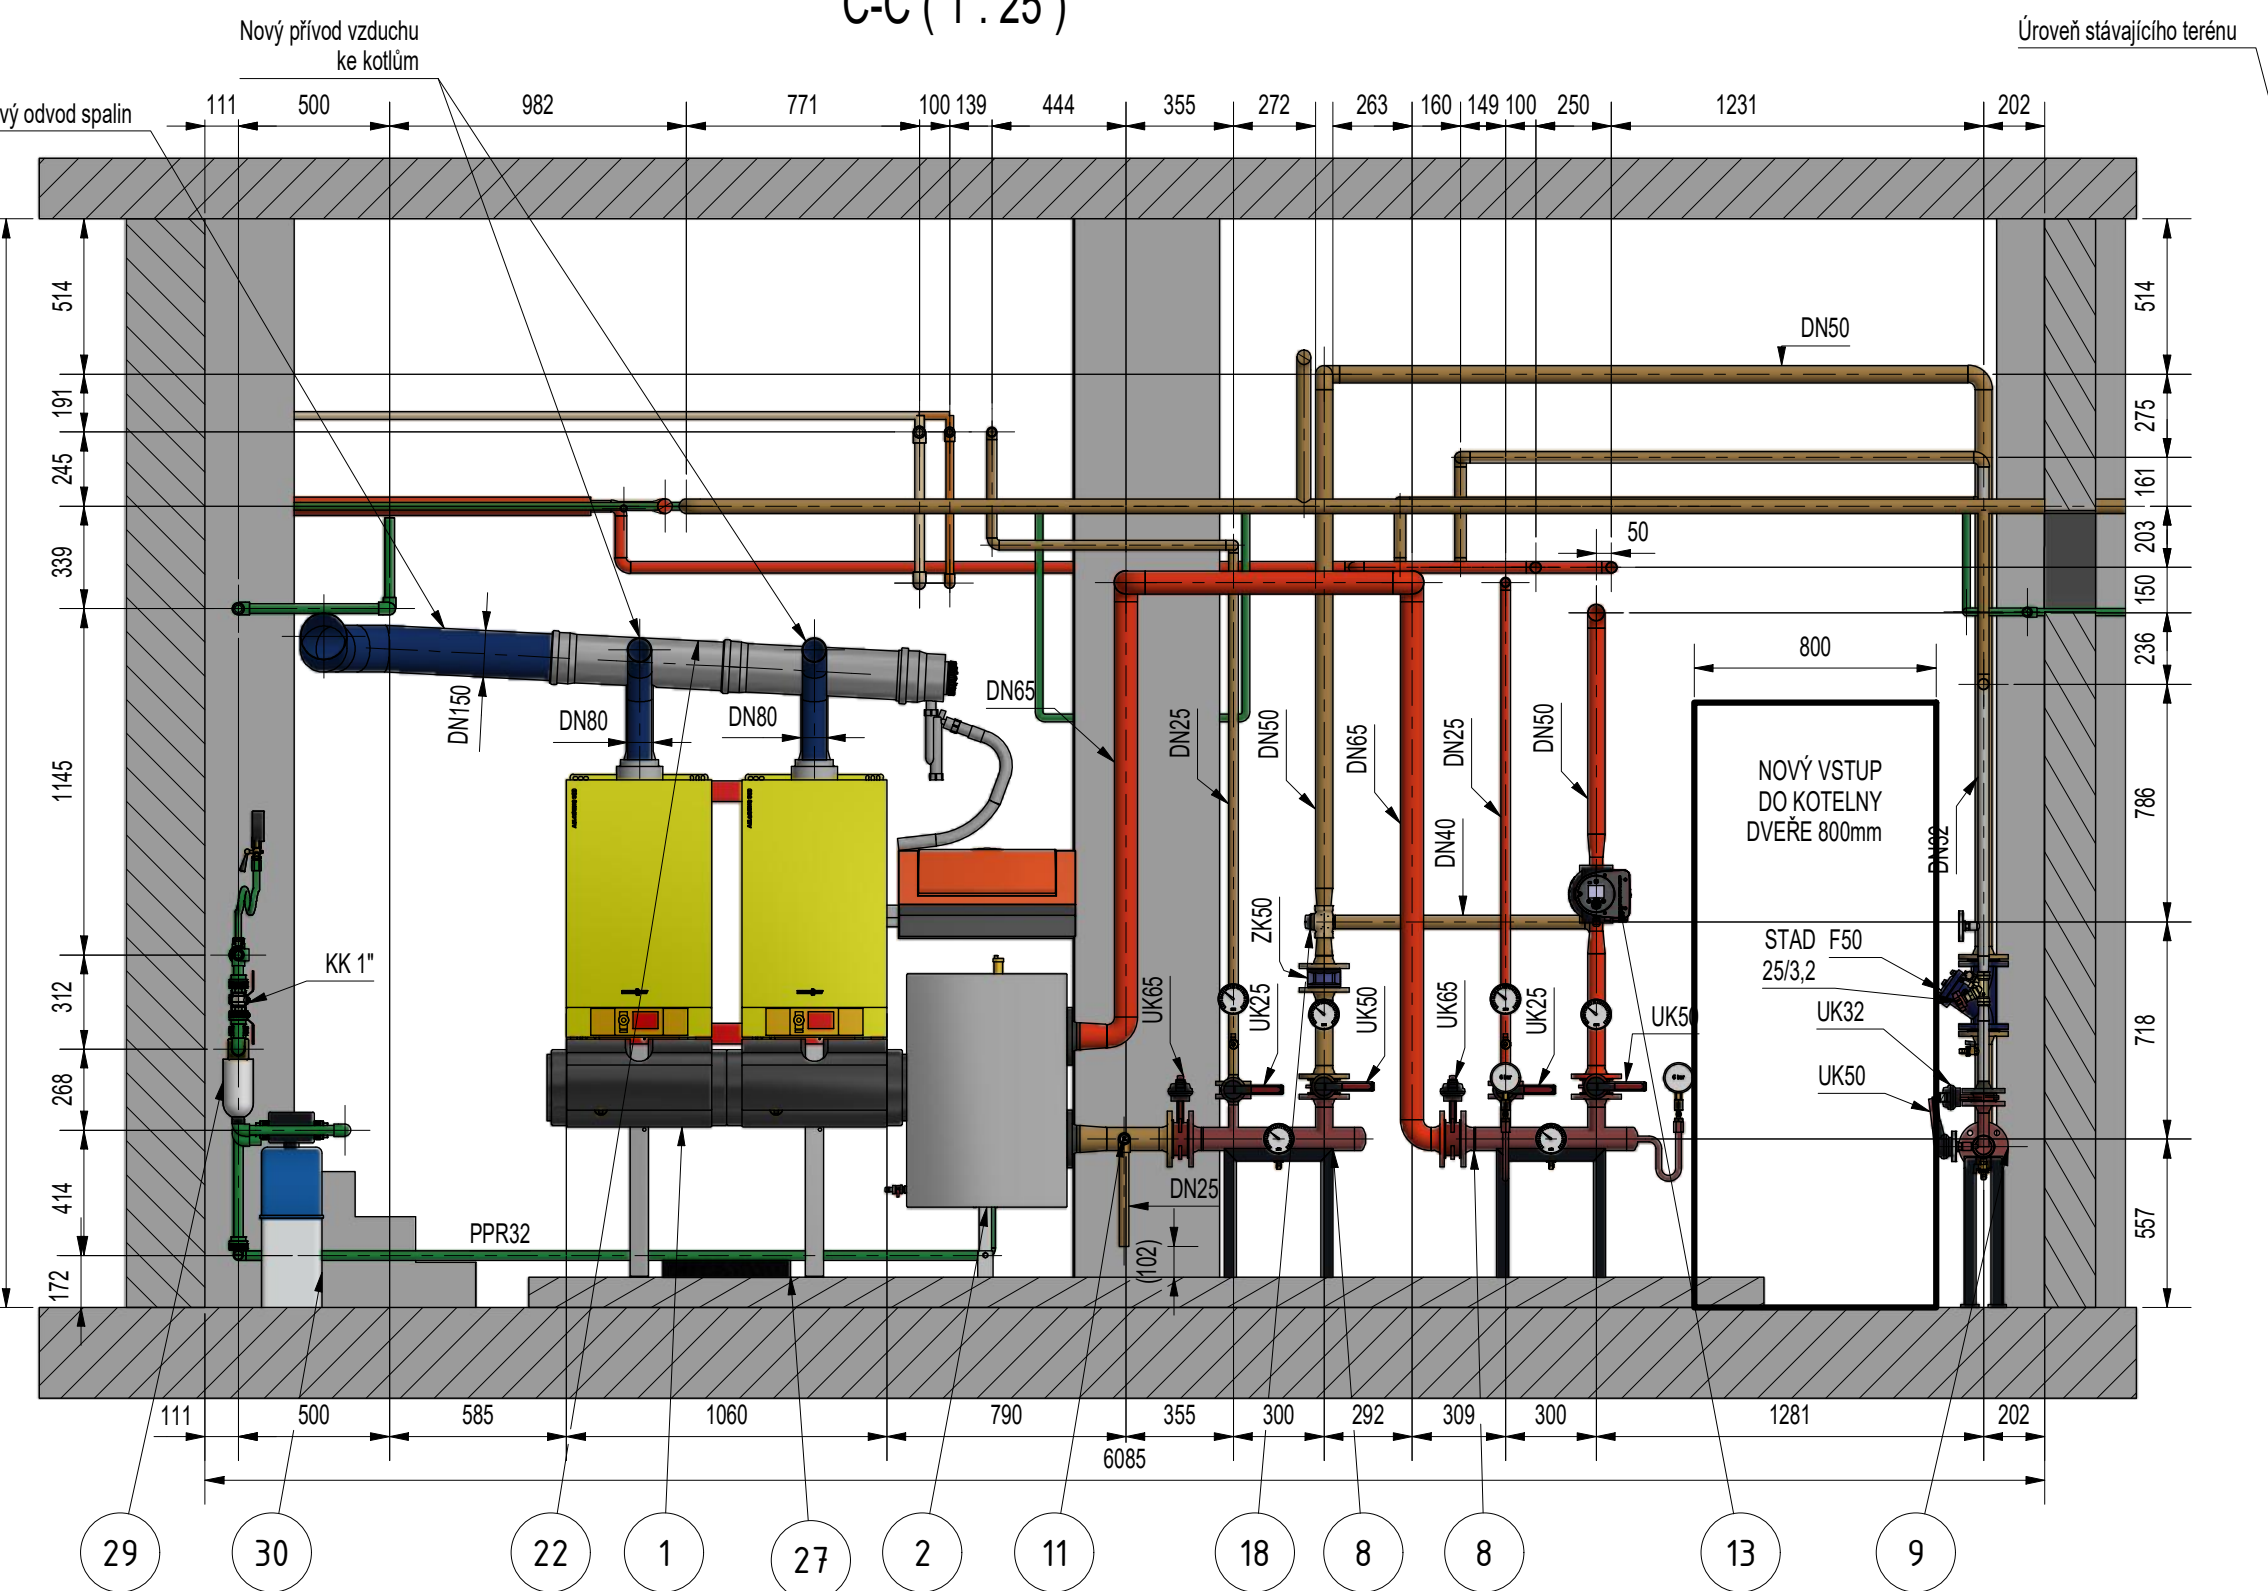 C-C ( 1 : 25 )
Nový přívod vzduchu
ke kotlům
Úroveň stávajícího terénu
vý odvod spalin
111 500 982 771 100 139 444 355 272 263 160 149 100 250 1231 202
514
191
245
339
1145
312
268
414
172
DN50
50
DN150
DN80
DN80
DN65
DN25
DN50
DN65
DN25
DN50
DN40
800
NOVÝ VSTUP
DO KOTELNY
DVEŘE 800mm
DN32
KK 1"
ZK50
UK65
UK25
UK50
UK65
UK25
UK50
STAD F50
25/3,2
UK32
UK50
DN25
(102)
PPR32
514
275
161
203
150
236
786
718
557
111 500 585 1060 790 355 300 292 309 300 1281 202
6085
29 30 22 1 27 2 11 18 8 8 13 9